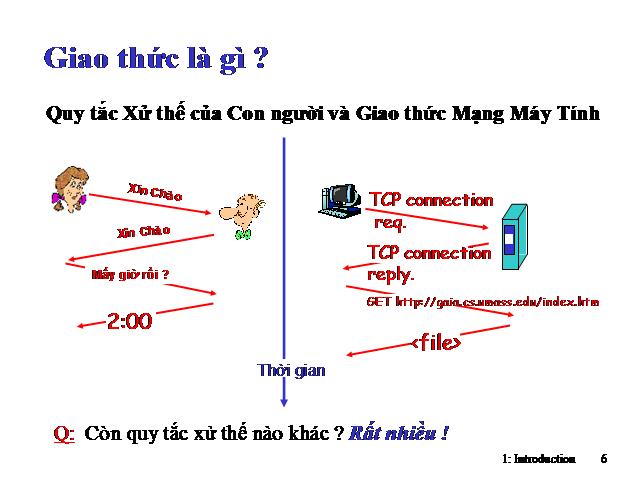 Giao thức là gì ?
Quy tắc Xử thế của Con người và Giao thức Mạng Máy Tính
Xin Chào
Xin Chào
Mấy giờ rồi ?
2:00
TCP connection
req.
TCP connection
reply.
GET http://gaia.cs.umass.edu/index.htm
<file>
Thời gian
Q: Còn quy tắc xử thế nào khác ? Rất nhiều !
1: Introduction 6